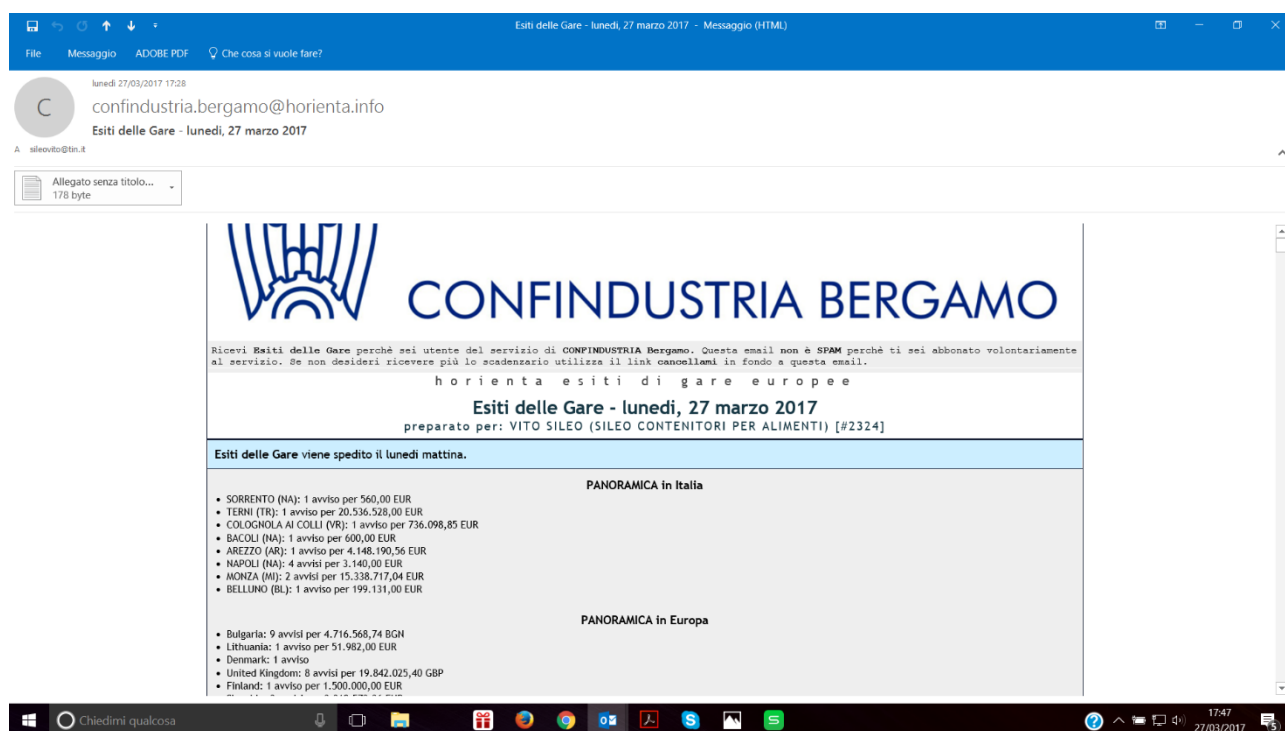 Esiti delle Gare - lunedi, 27 marzo 2017 - Messaggio (HTML)
File Messaggio ADOBE PDF Che cosa si vuole fare?
lunedì 27/03/2017 17:28
C
confindustria.bergamo@horienta.info
Esiti delle Gare - lunedi, 27 marzo 2017
A sileovito@tin.it
Allegato senza titolo...
178 byte
CONFINDUSTRIA BERGAMO
Ricevi Esiti delle Gare perchè sei utente del servizio di CONFINDUSTRIA Bergamo. Questa email non è SPAM perchè ti sei abbonato volontariamente
al servizio. Se non desideri ricevere più lo scadenzario utilizza il link cancellami in fondo a questa email.
horienta esiti di gare europee
Esiti delle Gare - lunedi, 27 marzo 2017
preparato per: VITO SILEO (SILEO CONTENITORI PER ALIMENTI) [#2324]
Esiti delle Gare viene spedito il lunedi mattina.
PANORAMICA in Italia
• SORRENTO (NA): 1 avviso per 560,00 EUR
• TERNI (TR): 1 avviso per 20.536.528,00 EUR
• COLOGNOLA AI COLLI (VR): 1 avviso per 736.098,85 EUR
• BACOLI (NA): 1 avviso per 600,00 EUR
• AREZZO (AR): 1 avviso per 4.148.190,56 EUR
• NAPOLI (NA): 4 avvisi per 3.140,00 EUR
• MONZA (MI): 2 avvisi per 15.338.717,04 EUR
• BELLUNO (BL): 1 avviso per 199.131,00 EUR
PANORAMICA in Europa
• Bulgaria: 9 avvisi per 4.716.568,74 BGN
• Lithuania: 1 avviso per 51.982,00 EUR
• Denmark: 1 avviso
• United Kingdom: 8 avvisi per 19.842.025,40 GBP
• Finland: 1 avviso per 1.500.000,00 EUR
Chiedimi qualcosa
17:47
27/03/2017
5